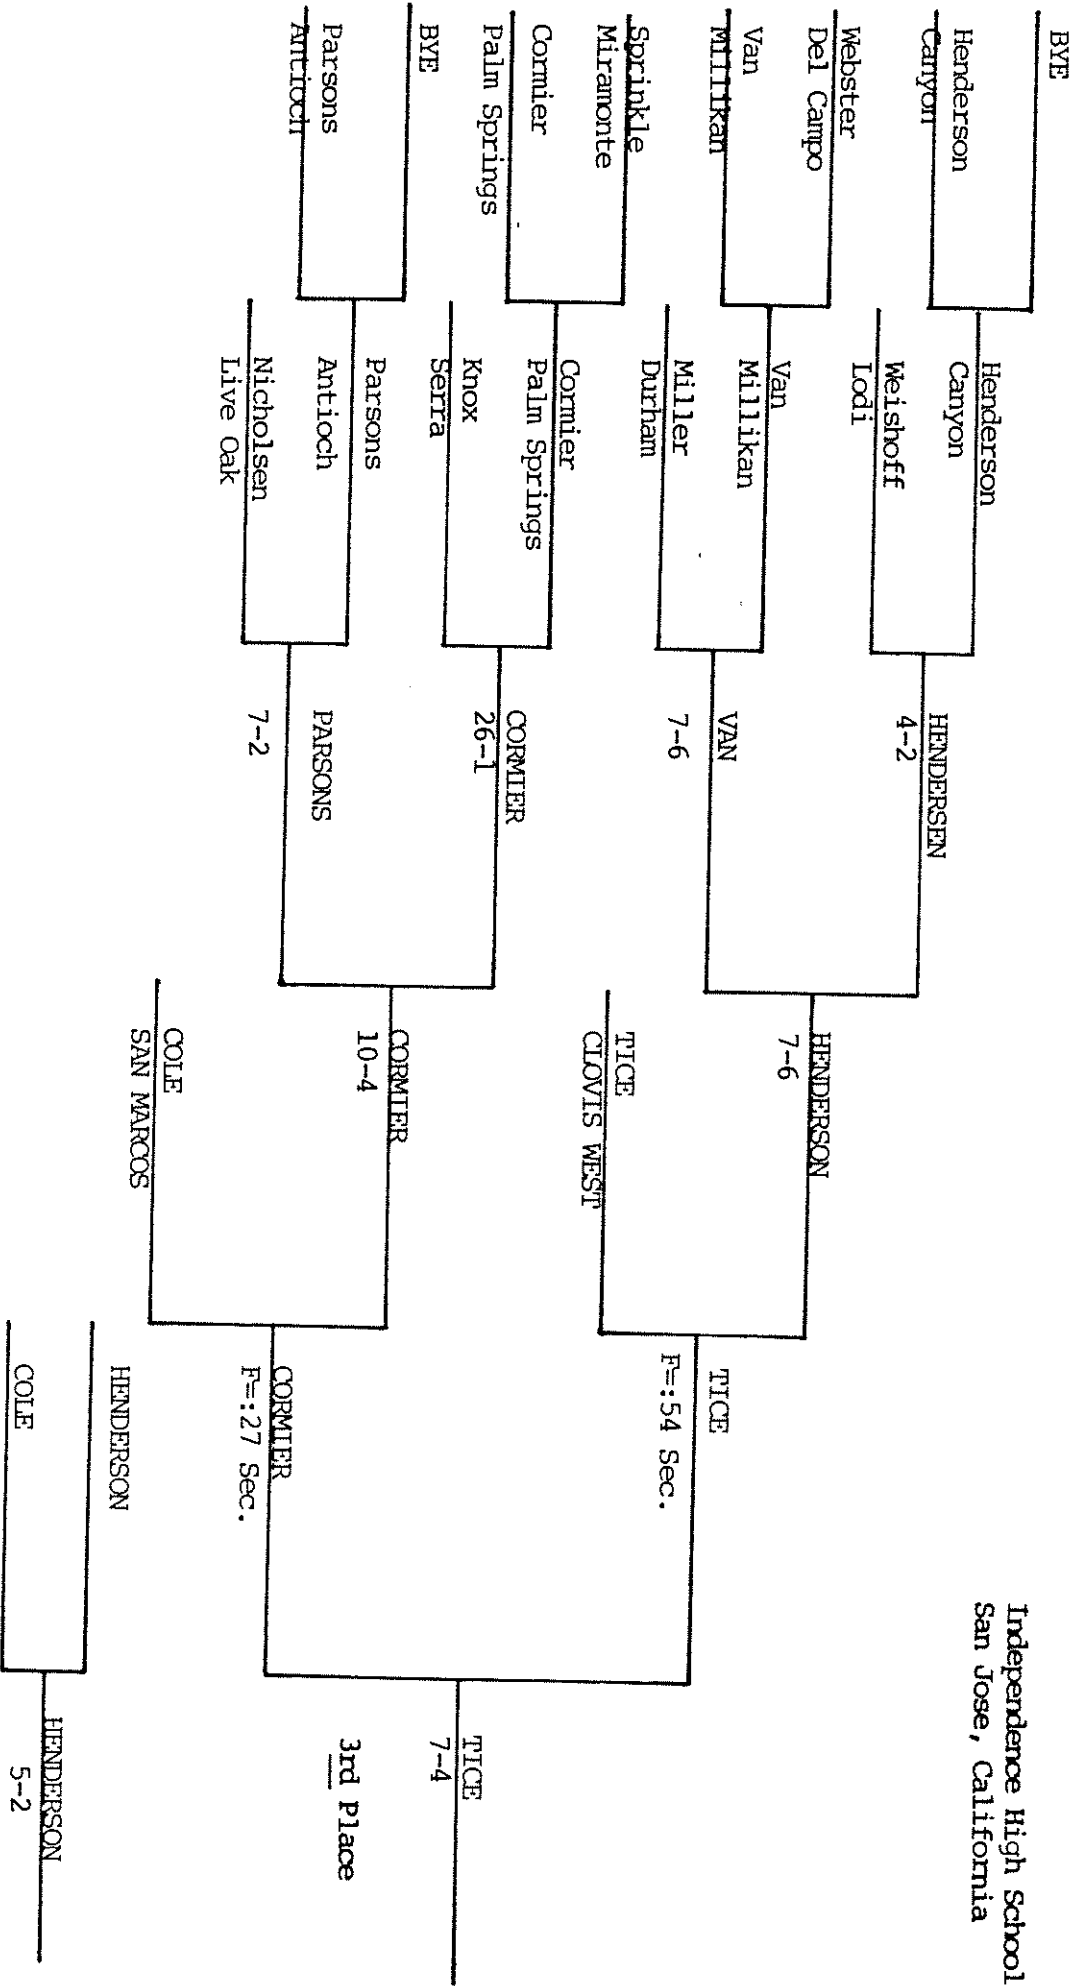 Independence High School
San Jose, California
BYE
Henderson
Canyon
Webster
Del Campo
Van
Millikan
Sprinkle
Miramonte
Cormier
Palm Springs
BYE
Parsons
Antioch
Henderson
Canyon
Weishoff
Lodi
Van
Millikan
Miller
Durham
Cormier
Palm Springs
Knox
Serra
Parsons
Antioch
Nicholsen
Live Oak
HENDERSEN
4-2
VAN
7-6
CORMIER
26-1
PARSONS
7-2
HENDERSON
7-6
TICE
CLOVIS WEST
CORMIER
10-4
COLE
SAN MARCOS
TICE
F=:54 Sec.
CORMIER
F=:27 Sec.
TICE
7-4
3rd Place
HENDERSON
COLE
HENDERSON
5-2